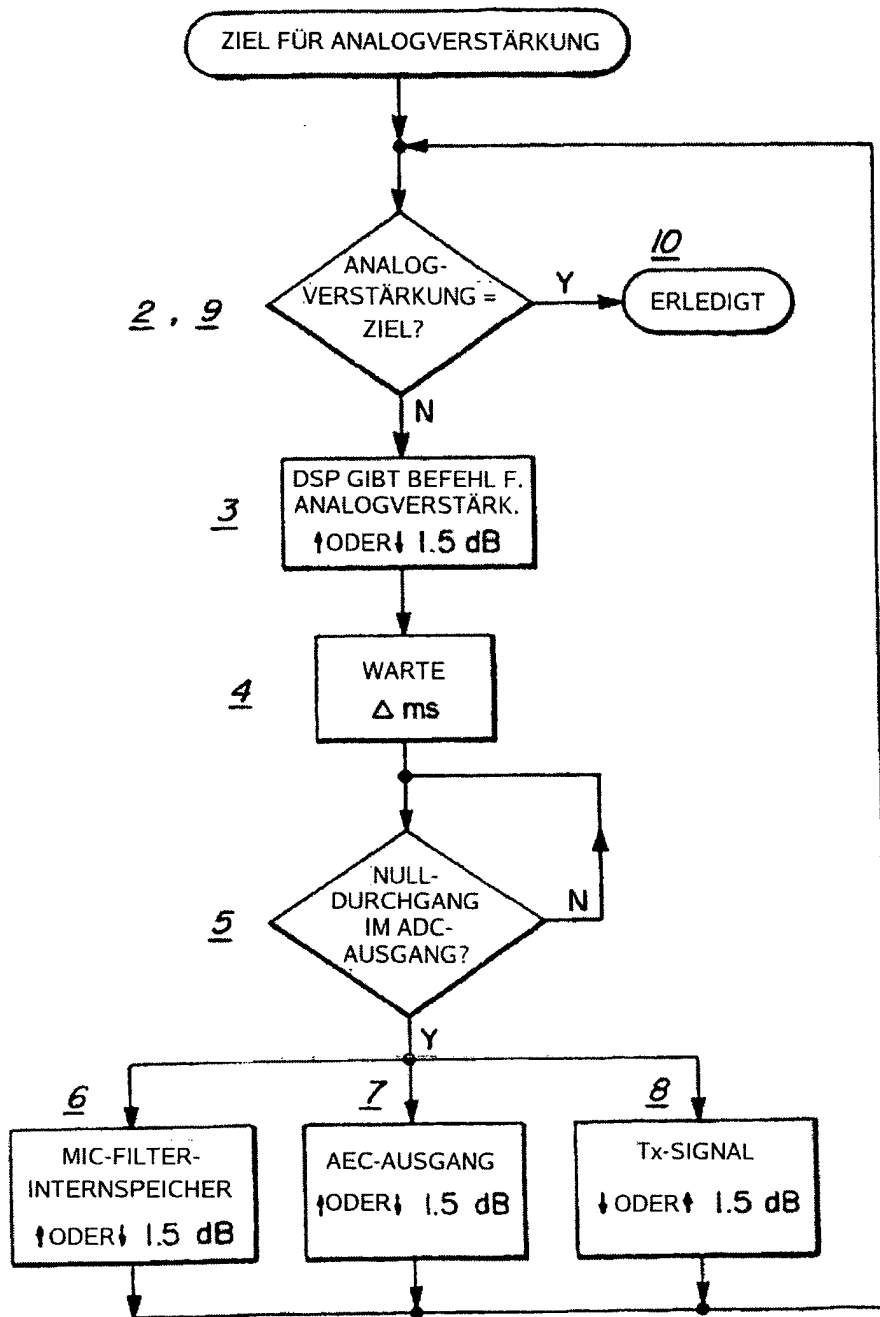 ZIEL FÜR ANALOGVERSTÄRKUNG
ANALOG-
VERSTÄRKUNG =
ZIEL?
2, 9
Y
10
ERLEDIGT
N
3
DSP GIBT BEFEHL F.
ANALOGVERSTÄRK.
↑ODER↓ 1.5 dB
4
WARTE
Δ ms
5
NULL-
DURCHGANG
IM ADC-
AUSGANG?
N
Y
6
MIC-FILTER-
INTERNSPEICHER
↑ODER↓ 1.5 dB
7
AEC-AUSGANG
↑ODER↓ 1.5 dB
8
Tx-SIGNAL
↓ODER↑ 1.5 dB